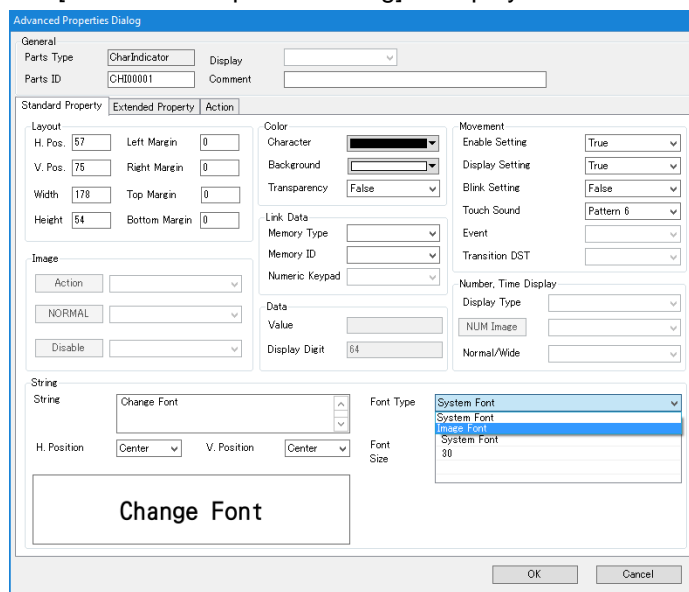 Advanced Properties Dialog
General
Parts Type CharIndicator Display
Parts ID CHI00001 Comment
Standard Property Extended Property Action
Layout Color Movement
H. Pos. 57 Left Margin 0 Character Enable Setting True
V. Pos. 75 Right Margin 0 Background Display Setting True
Width 178 Top Margin 0 Transparency False Blink Setting False
Height 54 Bottom Margin 0 Link Data Touch Sound Pattern 6
Memory Type Event
Image Memory ID Transition DST
Action Numeric Keypad Number, Time Display
NORMAL Data Display Type
Value NUM Image
Disable Display Digit 64 Normal/Wide
String
String Change Font Font Type System Font
System Font
Image Font
H. Position Center V. Position Center Font Size System Font
30
Change Font
OK Cancel